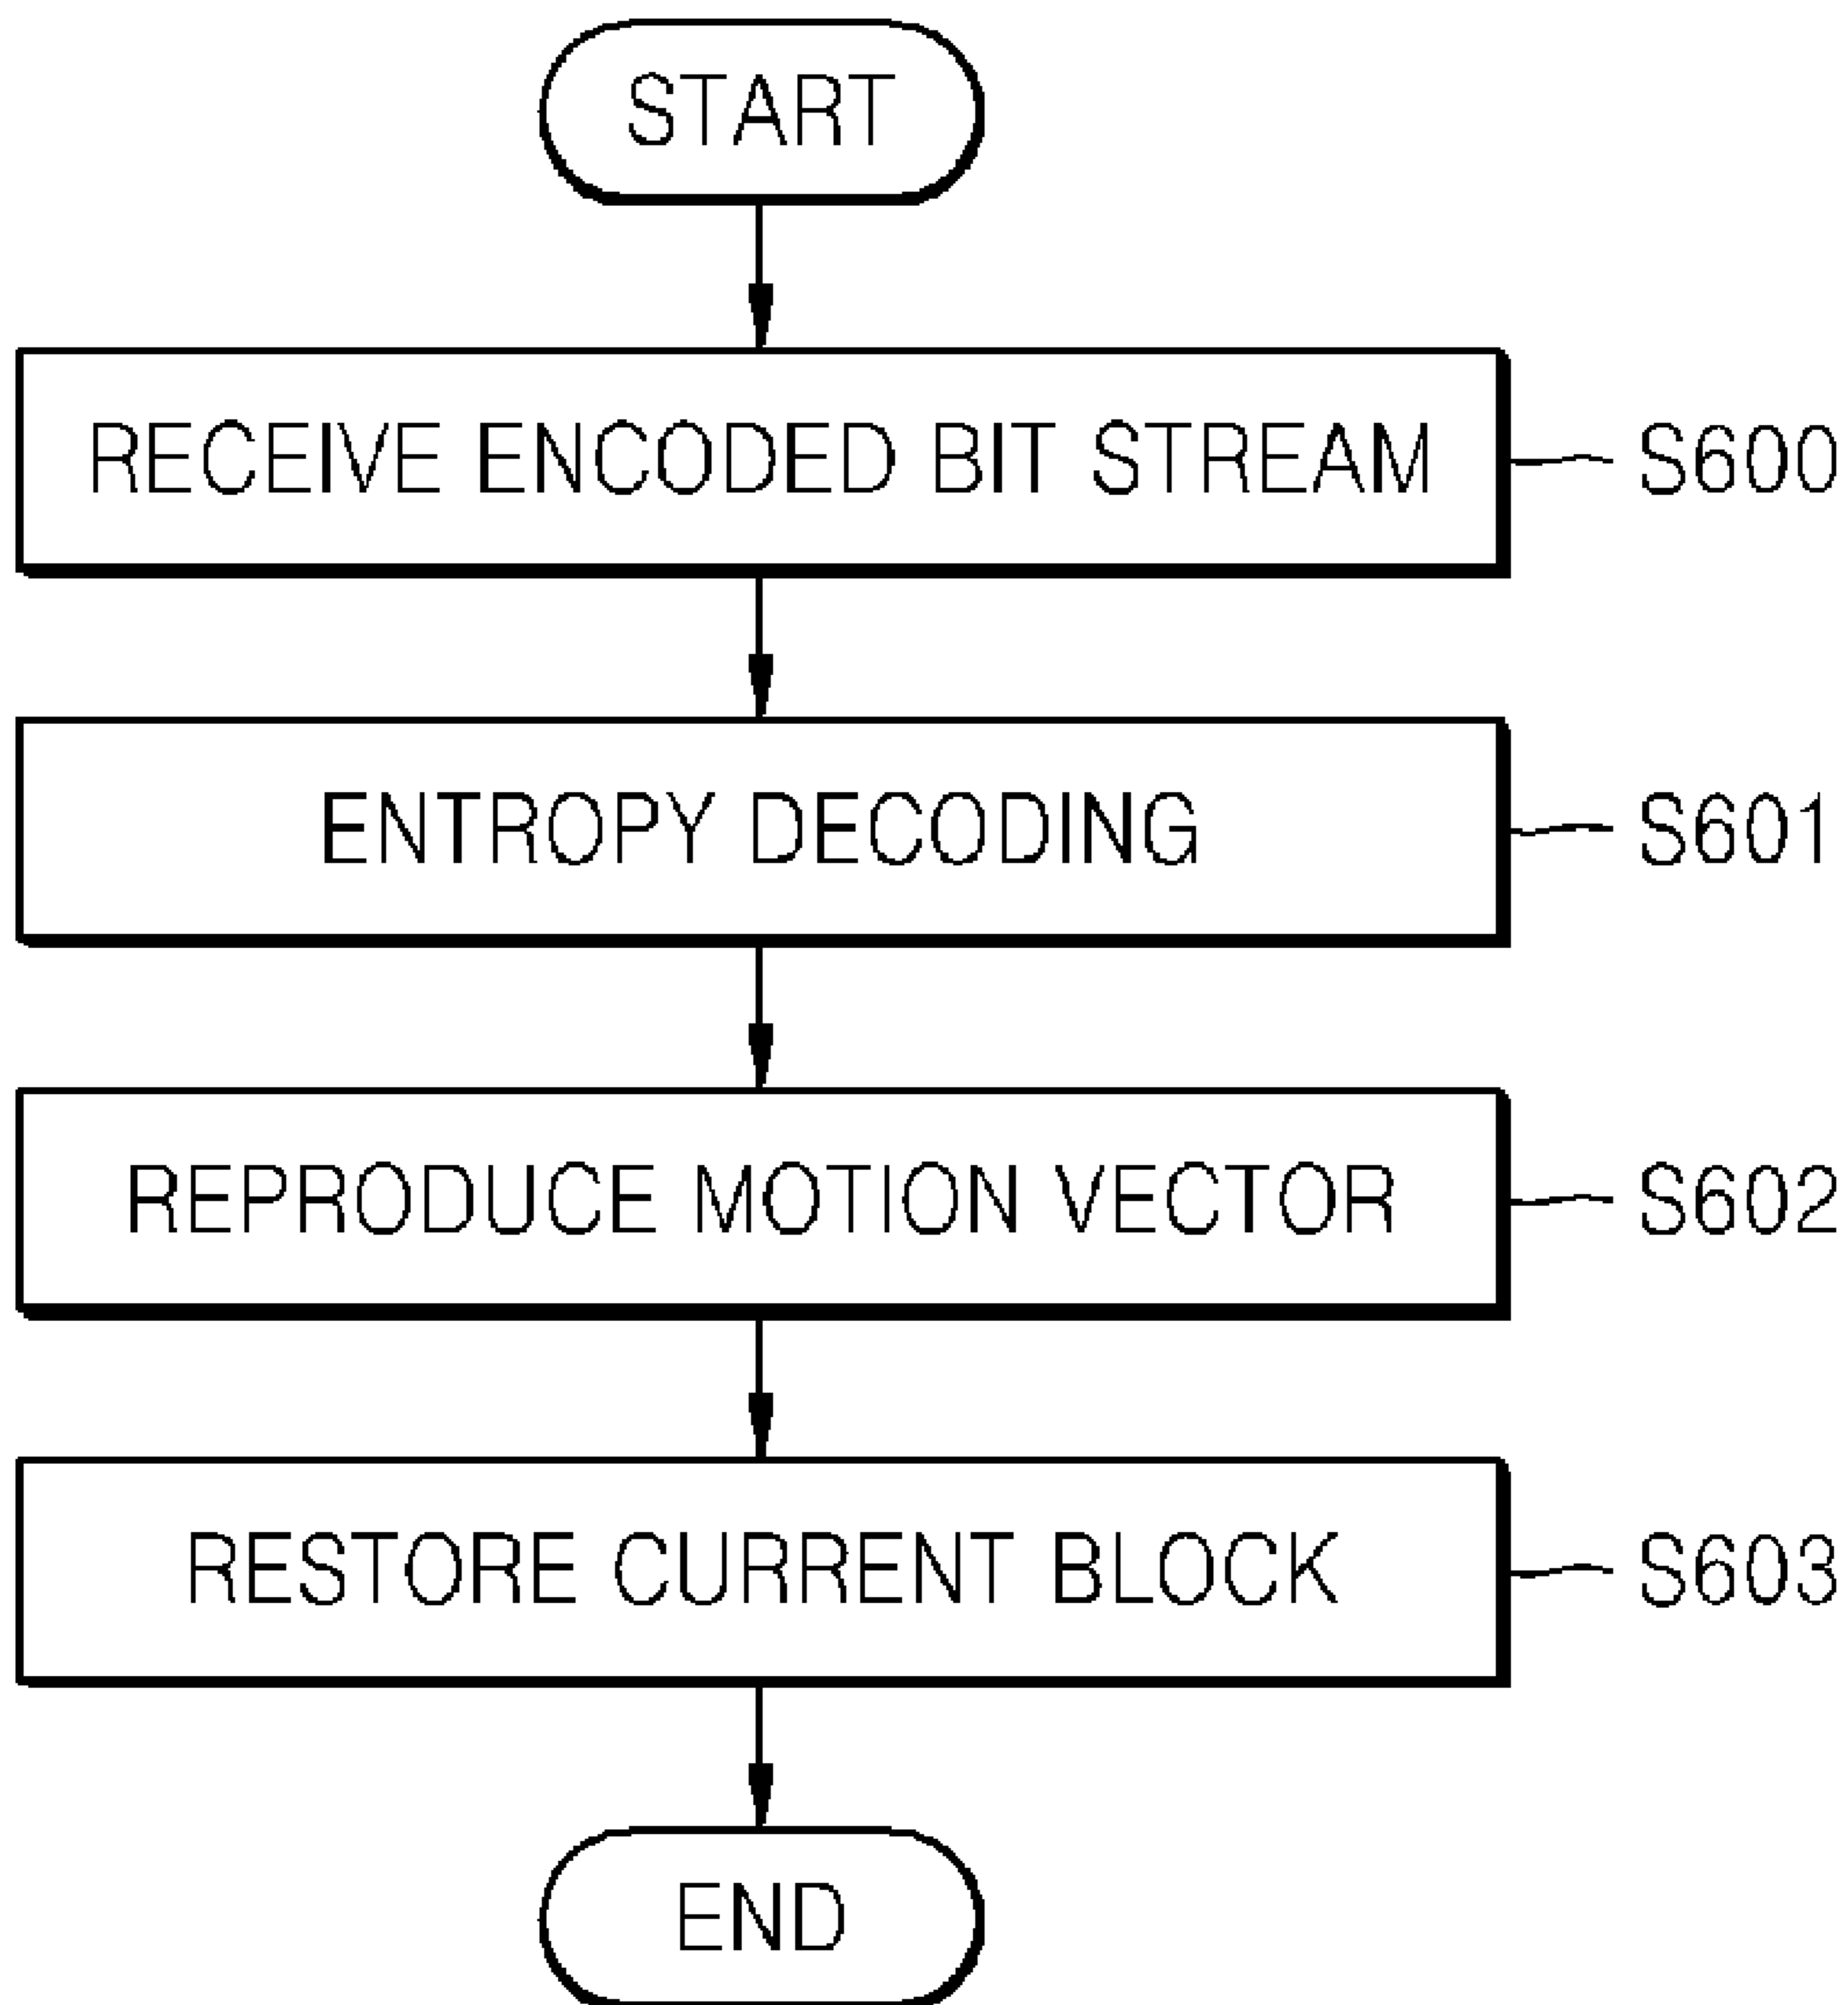 START
RECEIVE ENCODED BIT STREAM
S600
ENTROPY DECODING
S601
REPRODUCE MOTION VECTOR
S602
RESTORE CURRENT BLOCK
S603
END